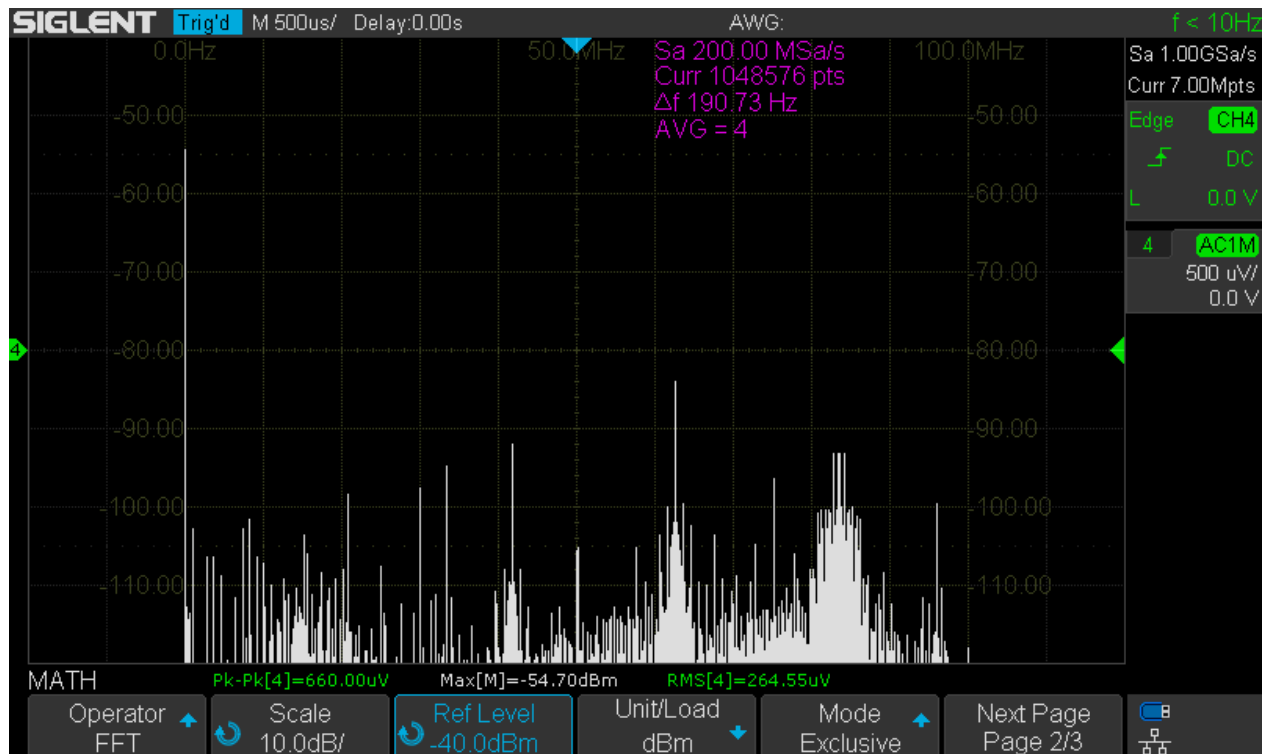 SIGLENT Trig'd M 500us/ Delay:0.00s AWG: f < 10Hz
0.0Hz 50.0MHz 100.0MHz
Sa 200.00 MSa/s
Curr 1048576 pts
Δf 190.73 Hz
AVG = 4
Sa 1.00GSa/s
Curr 7.00Mpts
Edge CH4
DC
L 0.0 V
4 AC1M
500 uV/
0.0 V
-50.00 -50.00
-60.00 -60.00
-70.00 -70.00
4
-80.00 -80.00
-90.00 -90.00
-100.00 -100.00
-110.00 -110.00
MATH Pk-Pk[4]=660.00uV Max[M]=-54.70dBm RMS[4]=264.55uV
Operator
FFT
Scale
10.0dB/
Ref Level
-40.0dBm
Unit/Load
dBm
Mode
Exclusive
Next Page
Page 2/3